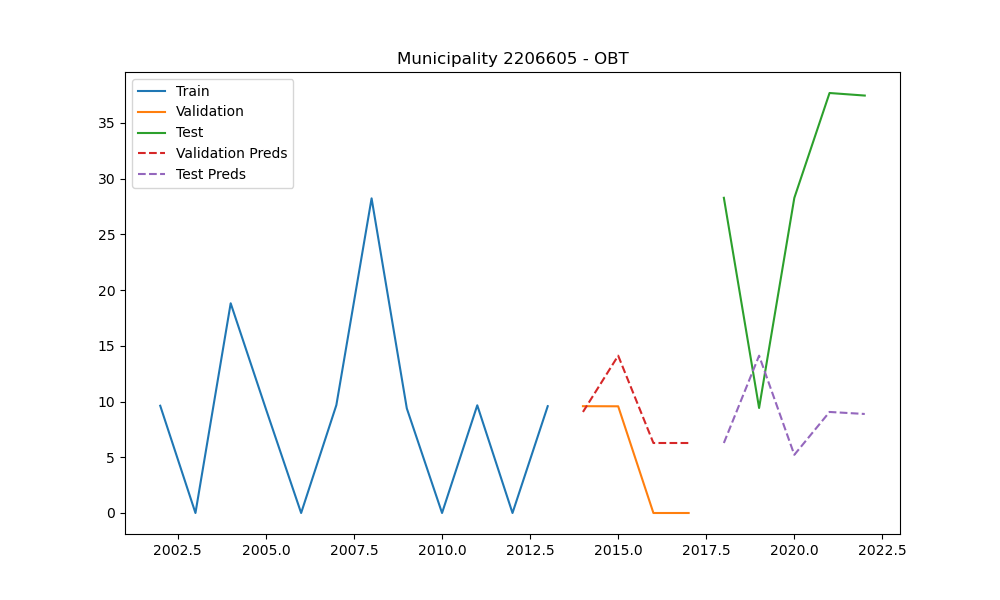 Municipality 2206605 - OBT
Train
Validation
Test
Validation Preds
Test Preds
35
30
25
20
15
10
5
0
2002.5 2005.0 2007.5 2010.0 2012.5 2015.0 2017.5 2020.0 2022.5